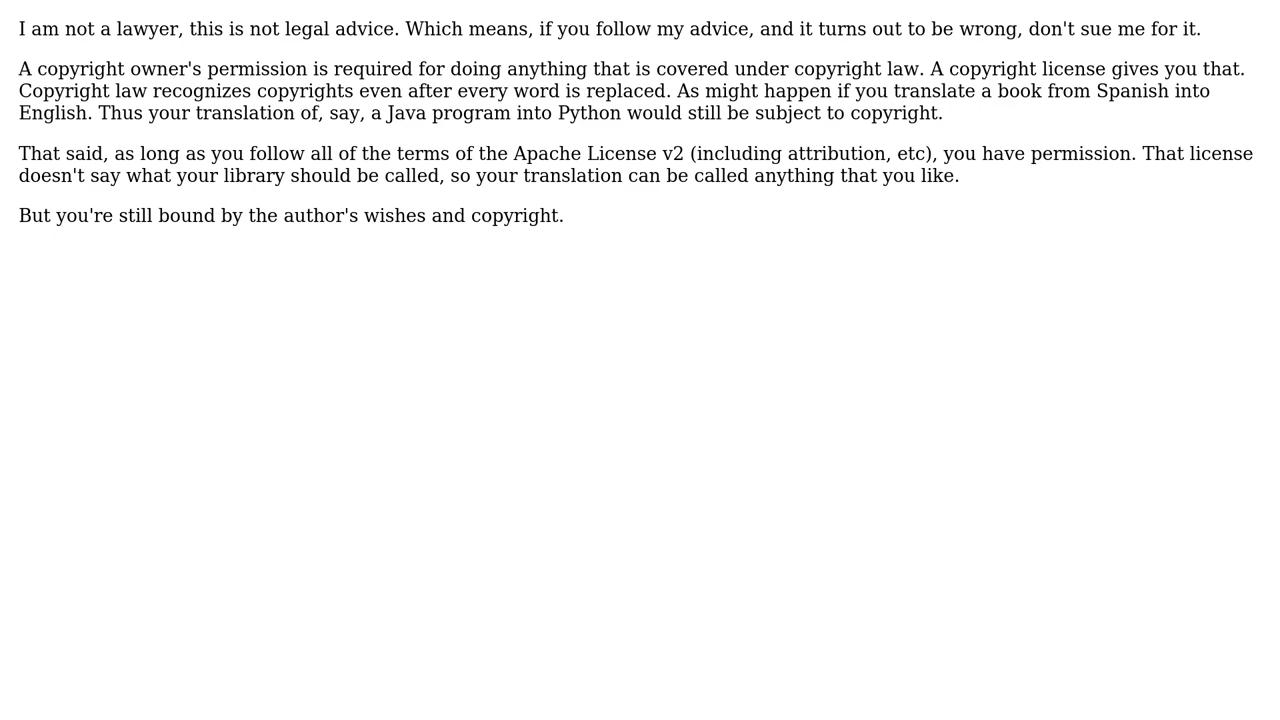 I am not a lawyer, this is not legal advice. Which means, if you follow my advice, and it turns out to be wrong, don't sue me for it.
A copyright owner's permission is required for doing anything that is covered under copyright law. A copyright license gives you that.
Copyright law recognizes copyrights even after every word is replaced. As might happen if you translate a book from Spanish into
English. Thus your translation of, say, a Java program into Python would still be subject to copyright.
That said, as long as you follow all of the terms of the Apache License v2 (including attribution, etc), you have permission. That license
doesn't say what your library should be called, so your translation can be called anything that you like.
But you're still bound by the author's wishes and copyright.